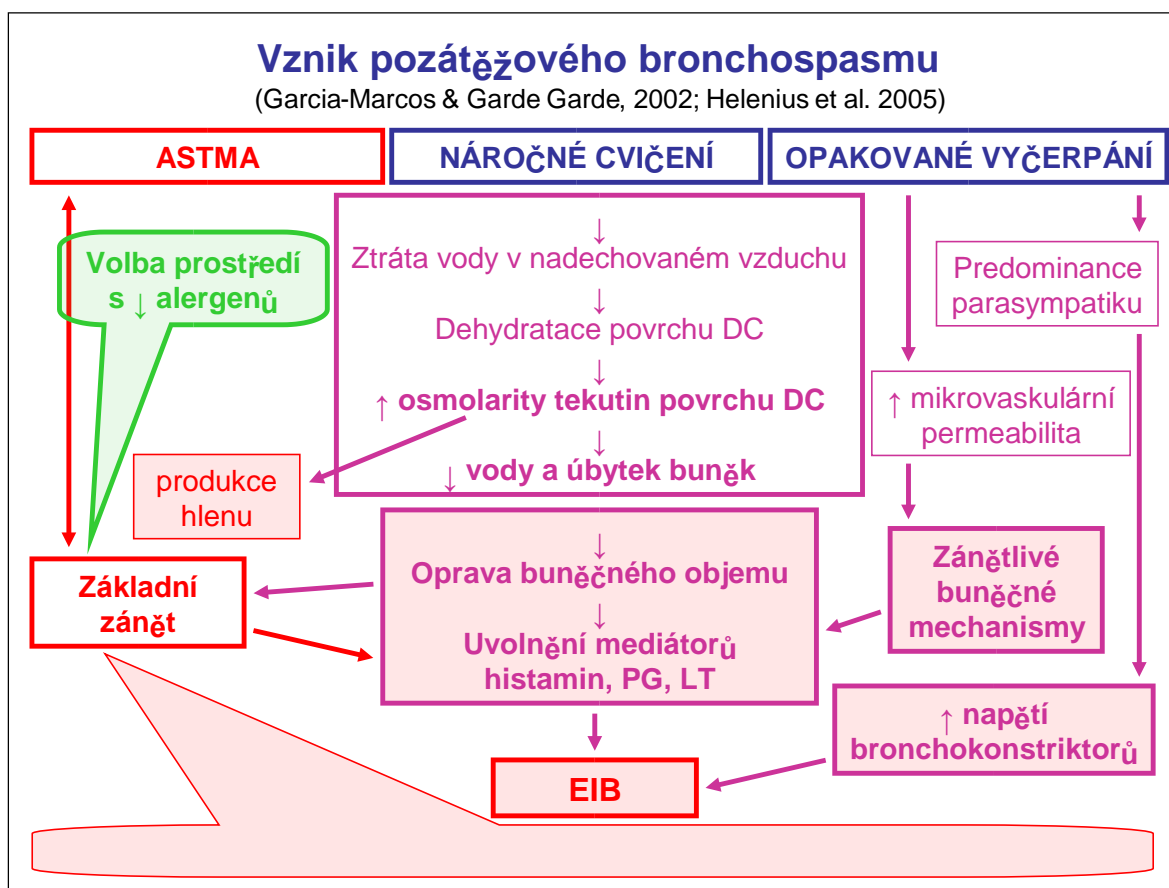 Vznik pozátěžového bronchospasmu
(Garcia-Marcos & Garde Garde, 2002; Helenius et al. 2005)
ASTMA
NÁROČNÉ CVIČENÍ
OPAKOVANÉ VYČERPÁNÍ
Volba prostředí
s ↓ alergenů
↓
Ztráta vody v nadechovaném vzduchu
↓
Dehydratace povrchu DC
↓
↑ osmolarity tekutin povrchu DC
↓
↓ vody a úbytek buněk
Predominance
parasympatiku
↑ mikrovaskulární
permeabilita
produkce
hlenu
Základní
zánět
↓
Oprava buněčného objemu
↓
Uvolnění mediátorů
histamin, PG, LT
Zánětlivé
buněčné
mechanismy
↑ napětí
bronchokonstriktorů
EIB